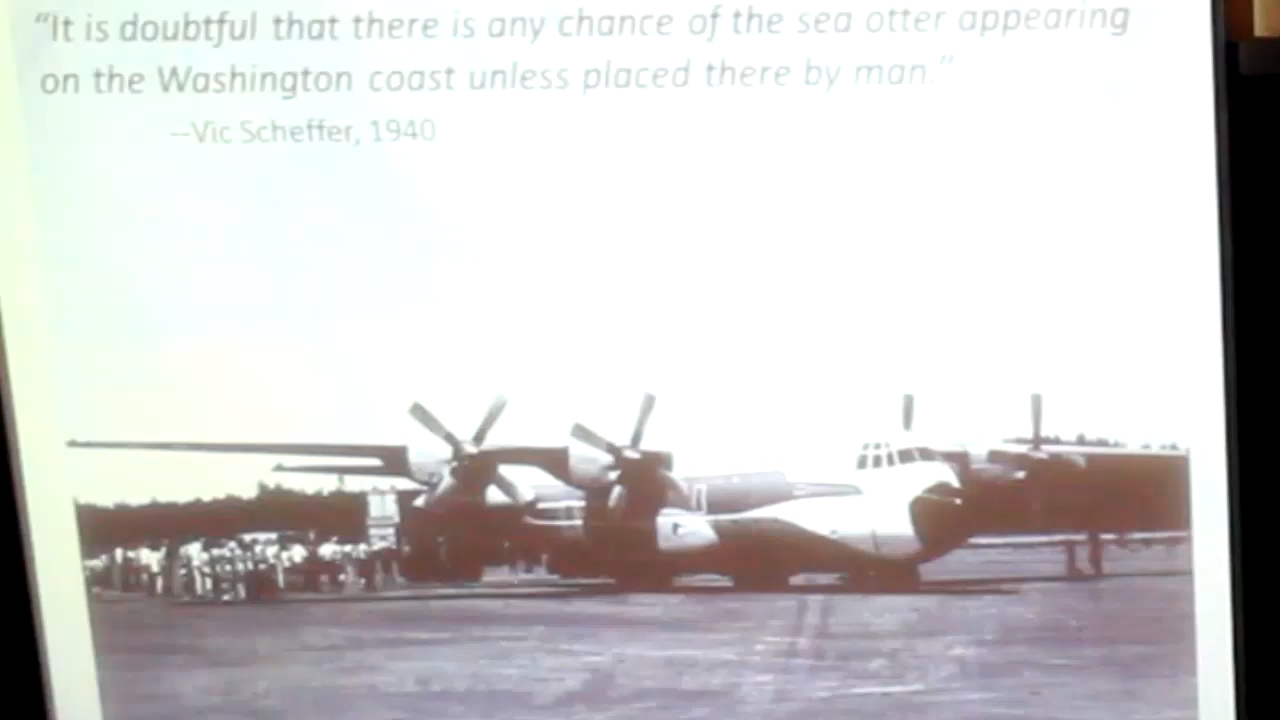 “It is doubtful that there is any chance of the sea otter appearing
on the Washington coast unless placed there by man.”
–Vic Scheffer, 1940